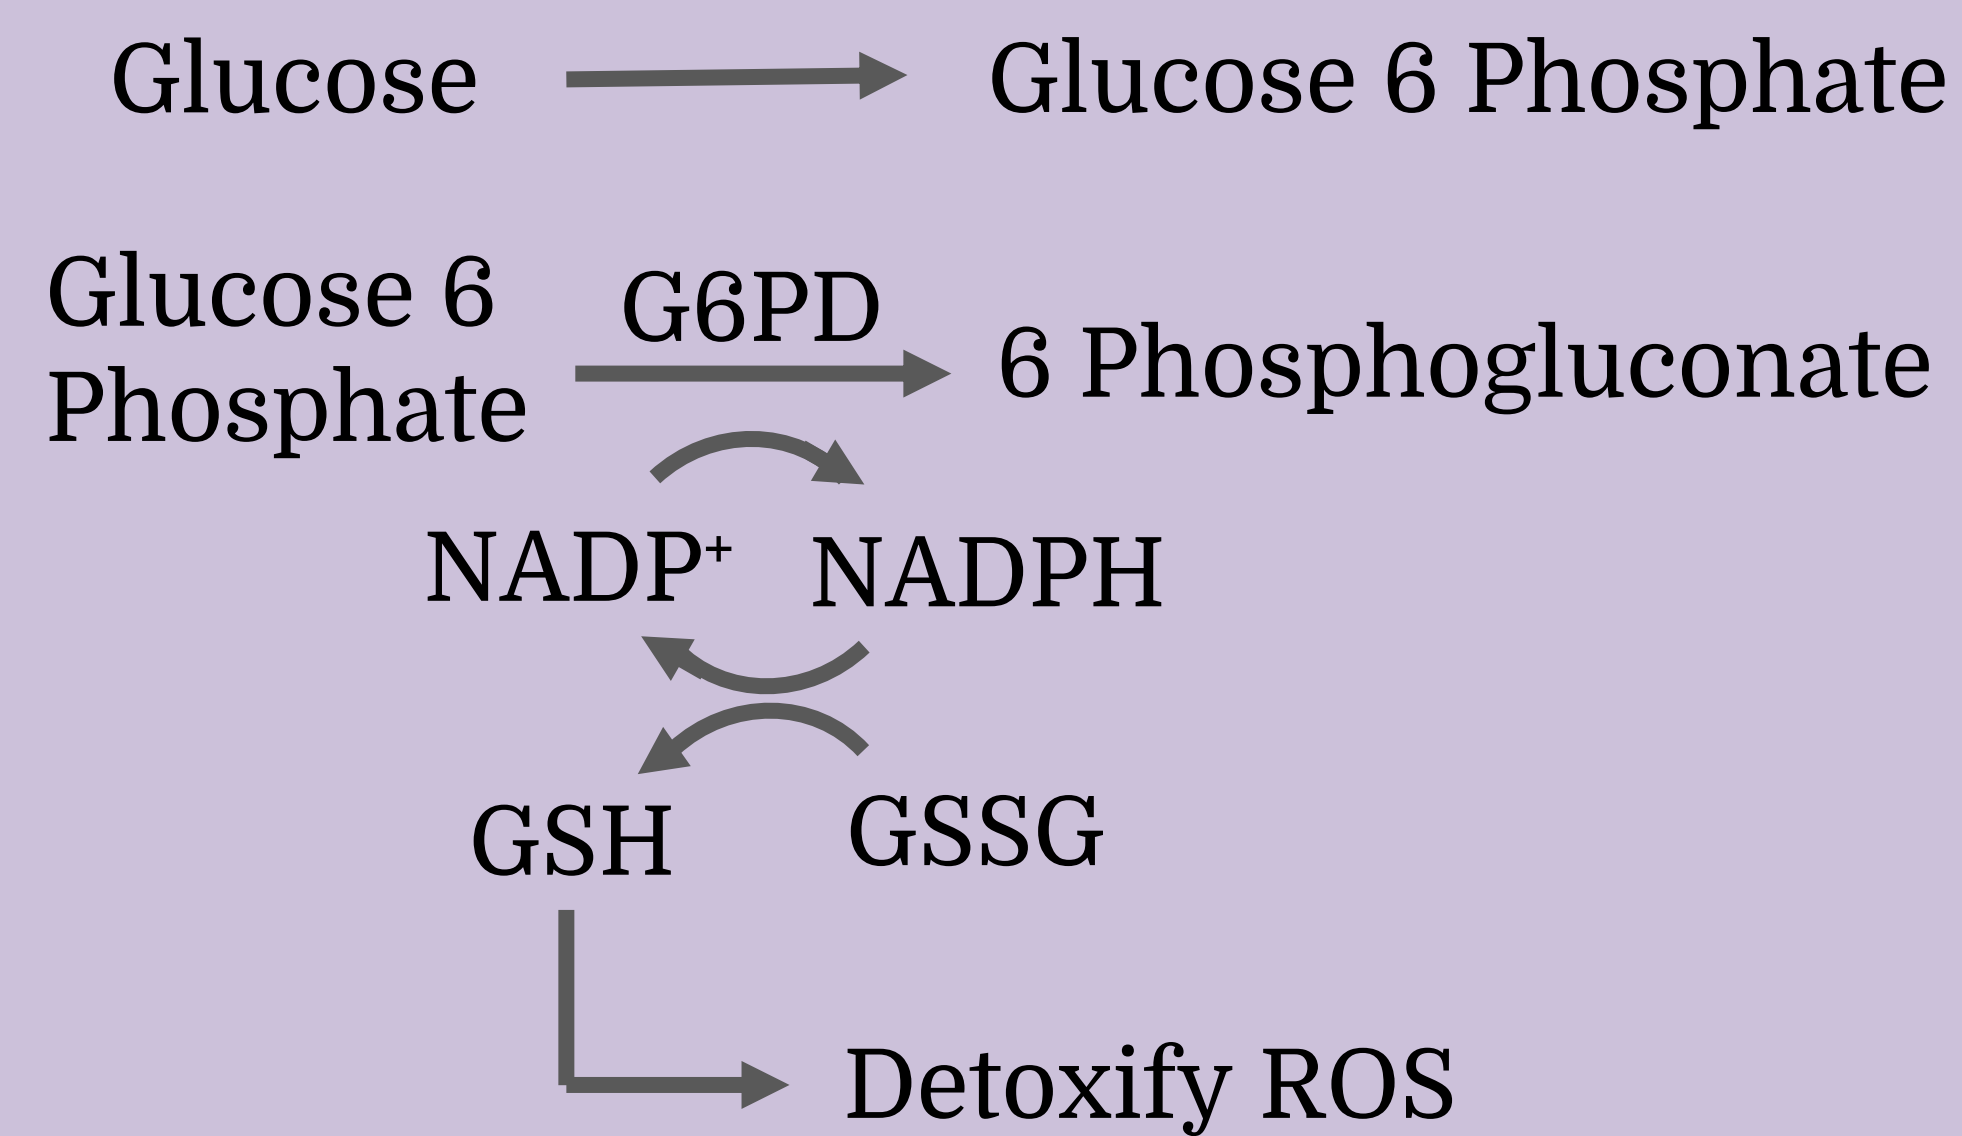 Glucose
Glucose 6 Phosphate
Glucose 6
Phosphate
G6PD
6 Phosphogluconate
NADP⁺
NADPH
GSH
GSSG
Detoxify ROS